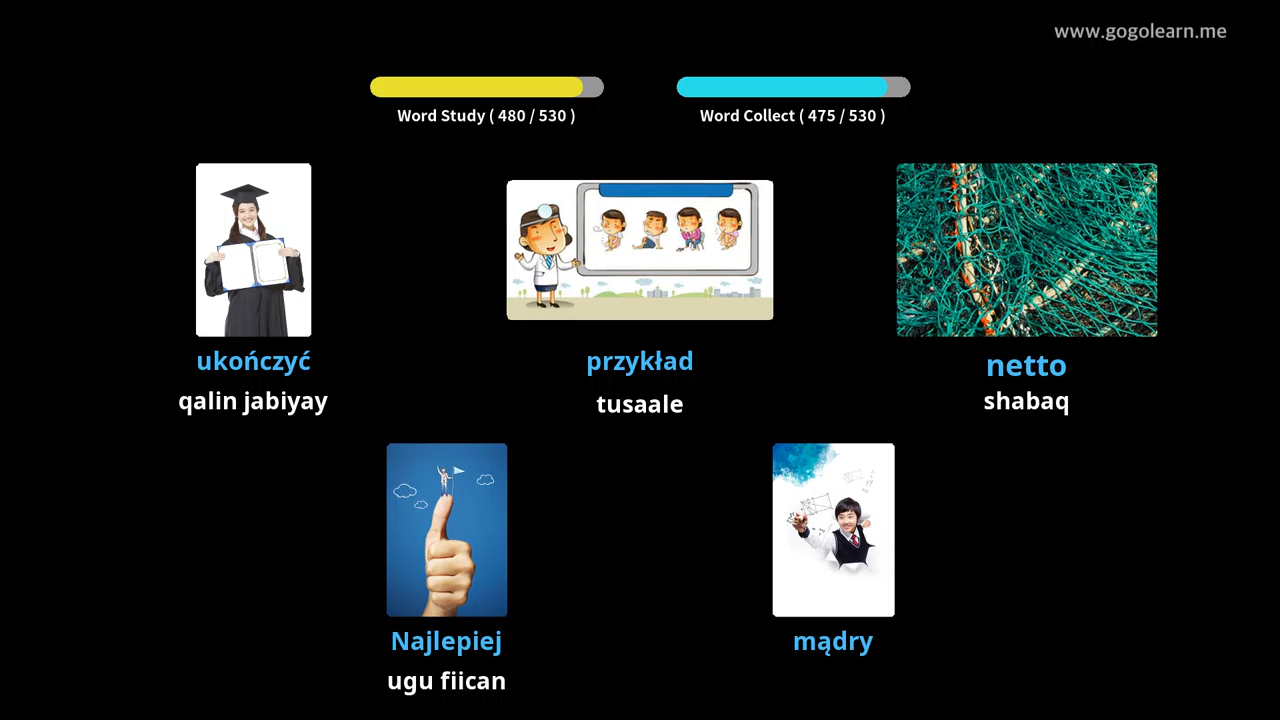 www.gogolearn.me
Word Study ( 480 / 530 )
Word Collect ( 475 / 530 )
ukończyć
przykład
netto
qalin jabiyay
tusaale
shabaq
Najlepiej
mądry
ugu fiican